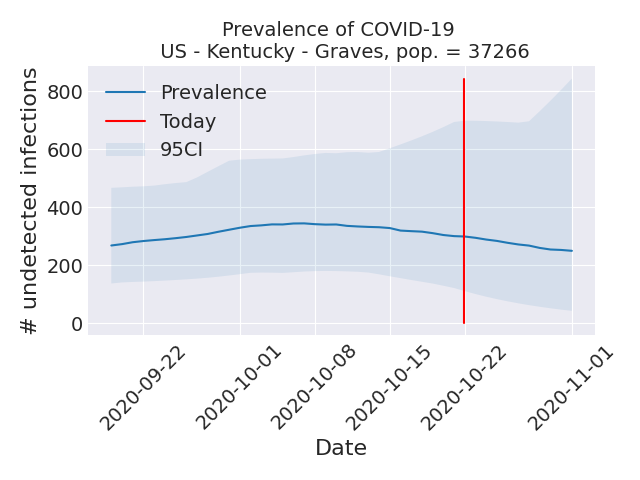 Prevalence of COVID-19
US - Kentucky - Graves, pop. = 37266
# undetected infections
800
600
400
200
0
Prevalence
Today
95CI
2020-09-22
2020-10-01
2020-10-08
2020-10-15
2020-10-22
2020-11-01
Date